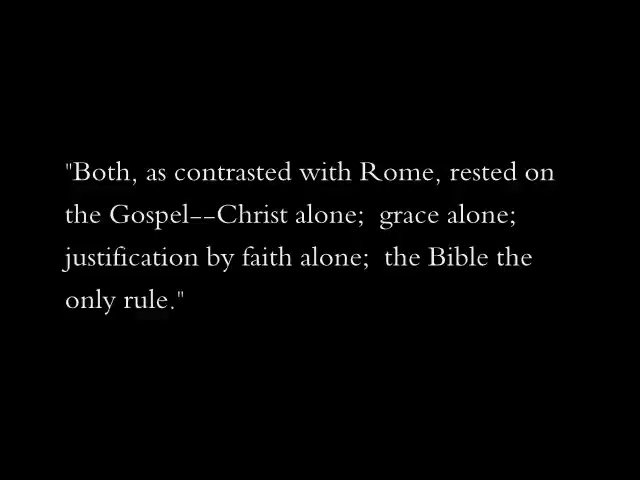 "Both, as contrasted with Rome, rested on
the Gospel--Christ alone;  grace alone;
justification by faith alone;  the Bible the
only rule."